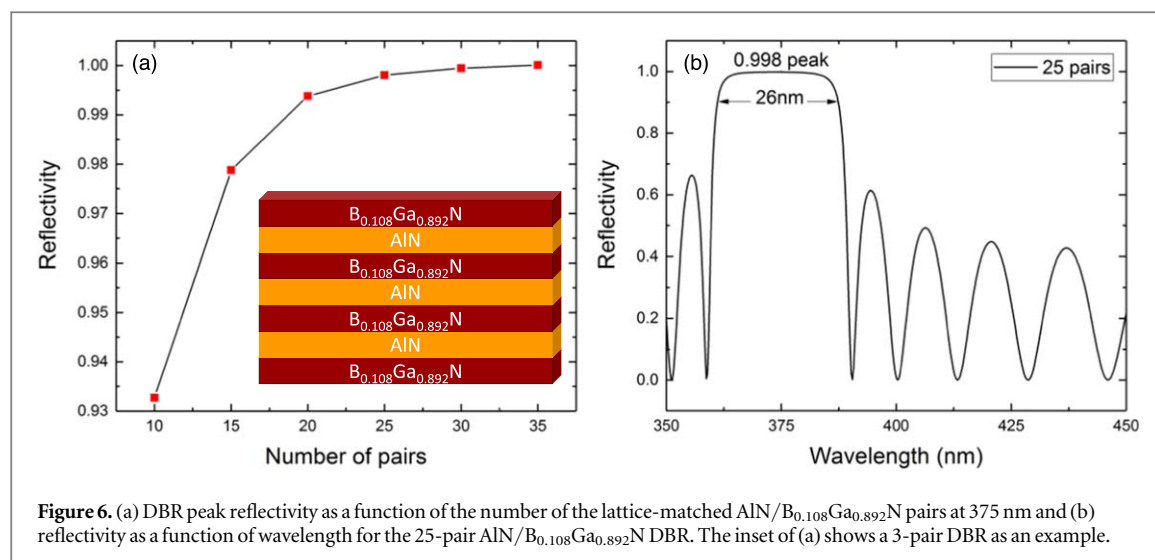 (a)
1.00
0.99
0.98
0.97
0.96
0.95
0.94
0.93
Reflectivity
B0.108Ga0.892N
AlN
B0.108Ga0.892N
AlN
B0.108Ga0.892N
AlN
B0.108Ga0.892N
10 15 20 25 30 35
Number of pairs
(b)
0.998 peak
25 pairs
26nm
1.0
0.8
0.6
0.4
0.2
0.0
Reflectivity
350 375 400 425 450
Wavelength (nm)
Figure 6. (a) DBR peak reflectivity as a function of the number of the lattice-matched AlN/B0.108Ga0.892N pairs at 375 nm and (b)
reflectivity as a function of wavelength for the 25-pair AlN/B0.108Ga0.892N DBR. The inset of (a) shows a 3-pair DBR as an example.